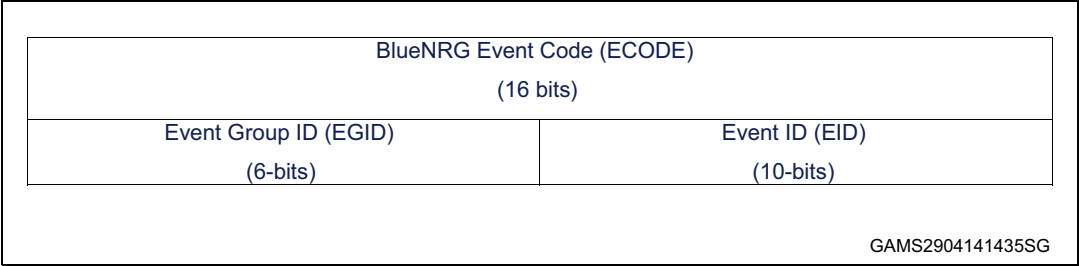 BlueNRG Event Code (ECODE)
(16 bits)
Event Group ID (EGID)
(6-bits)
Event ID (EID)
(10-bits)
GAMS2904141435SG